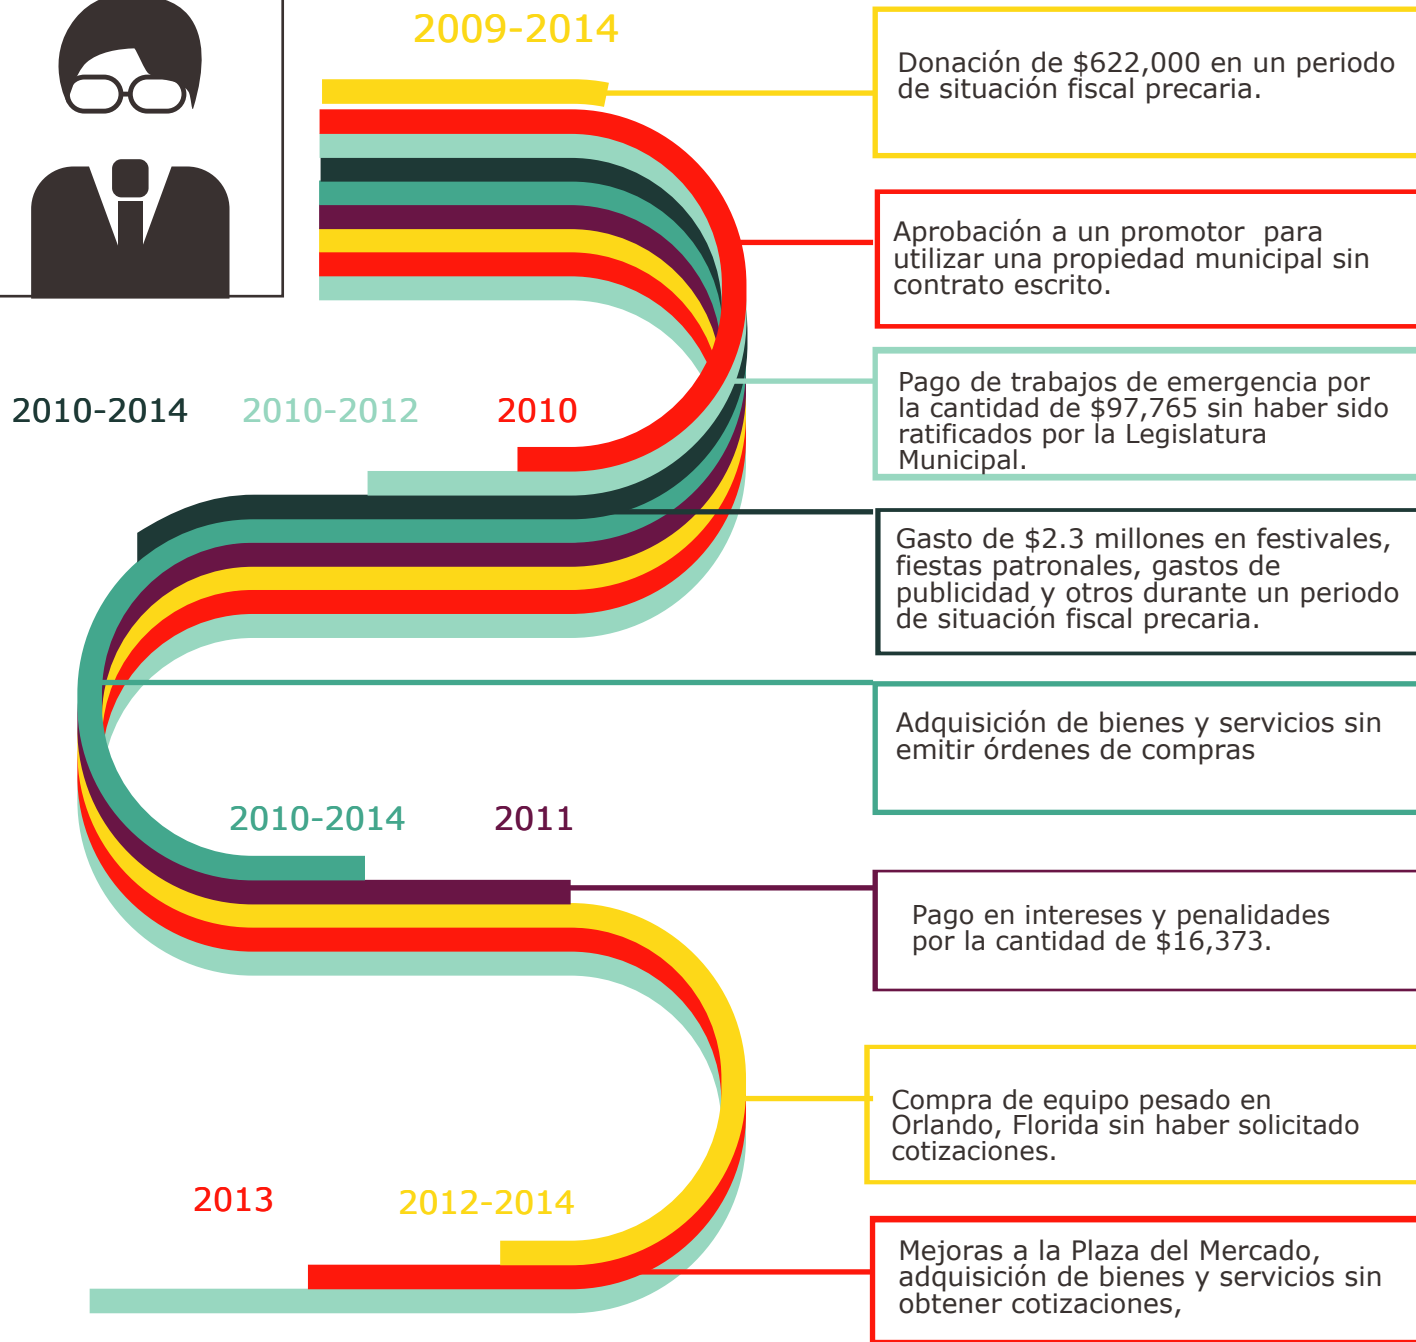 2009-2014
Donación de $622,000 en un periodo
de situación fiscal precaria.
Aprobación a un promotor  para
utilizar una propiedad municipal sin
contrato escrito.
2010-2014
2010-2012
2010
Pago de trabajos de emergencia por
la cantidad de $97,765 sin haber sido
ratificados por la Legislatura
Municipal.
Gasto de $2.3 millones en festivales,
fiestas patronales, gastos de
publicidad y otros durante un periodo
de situación fiscal precaria.
Adquisición de bienes y servicios sin
emitir órdenes de compras
2010-2014
2011
Pago en intereses y penalidades
por la cantidad de $16,373.
Compra de equipo pesado en
Orlando, Florida sin haber solicitado
cotizaciones.
2013
2012-2014
Mejoras a la Plaza del Mercado,
adquisición de bienes y servicios sin
obtener cotizaciones,